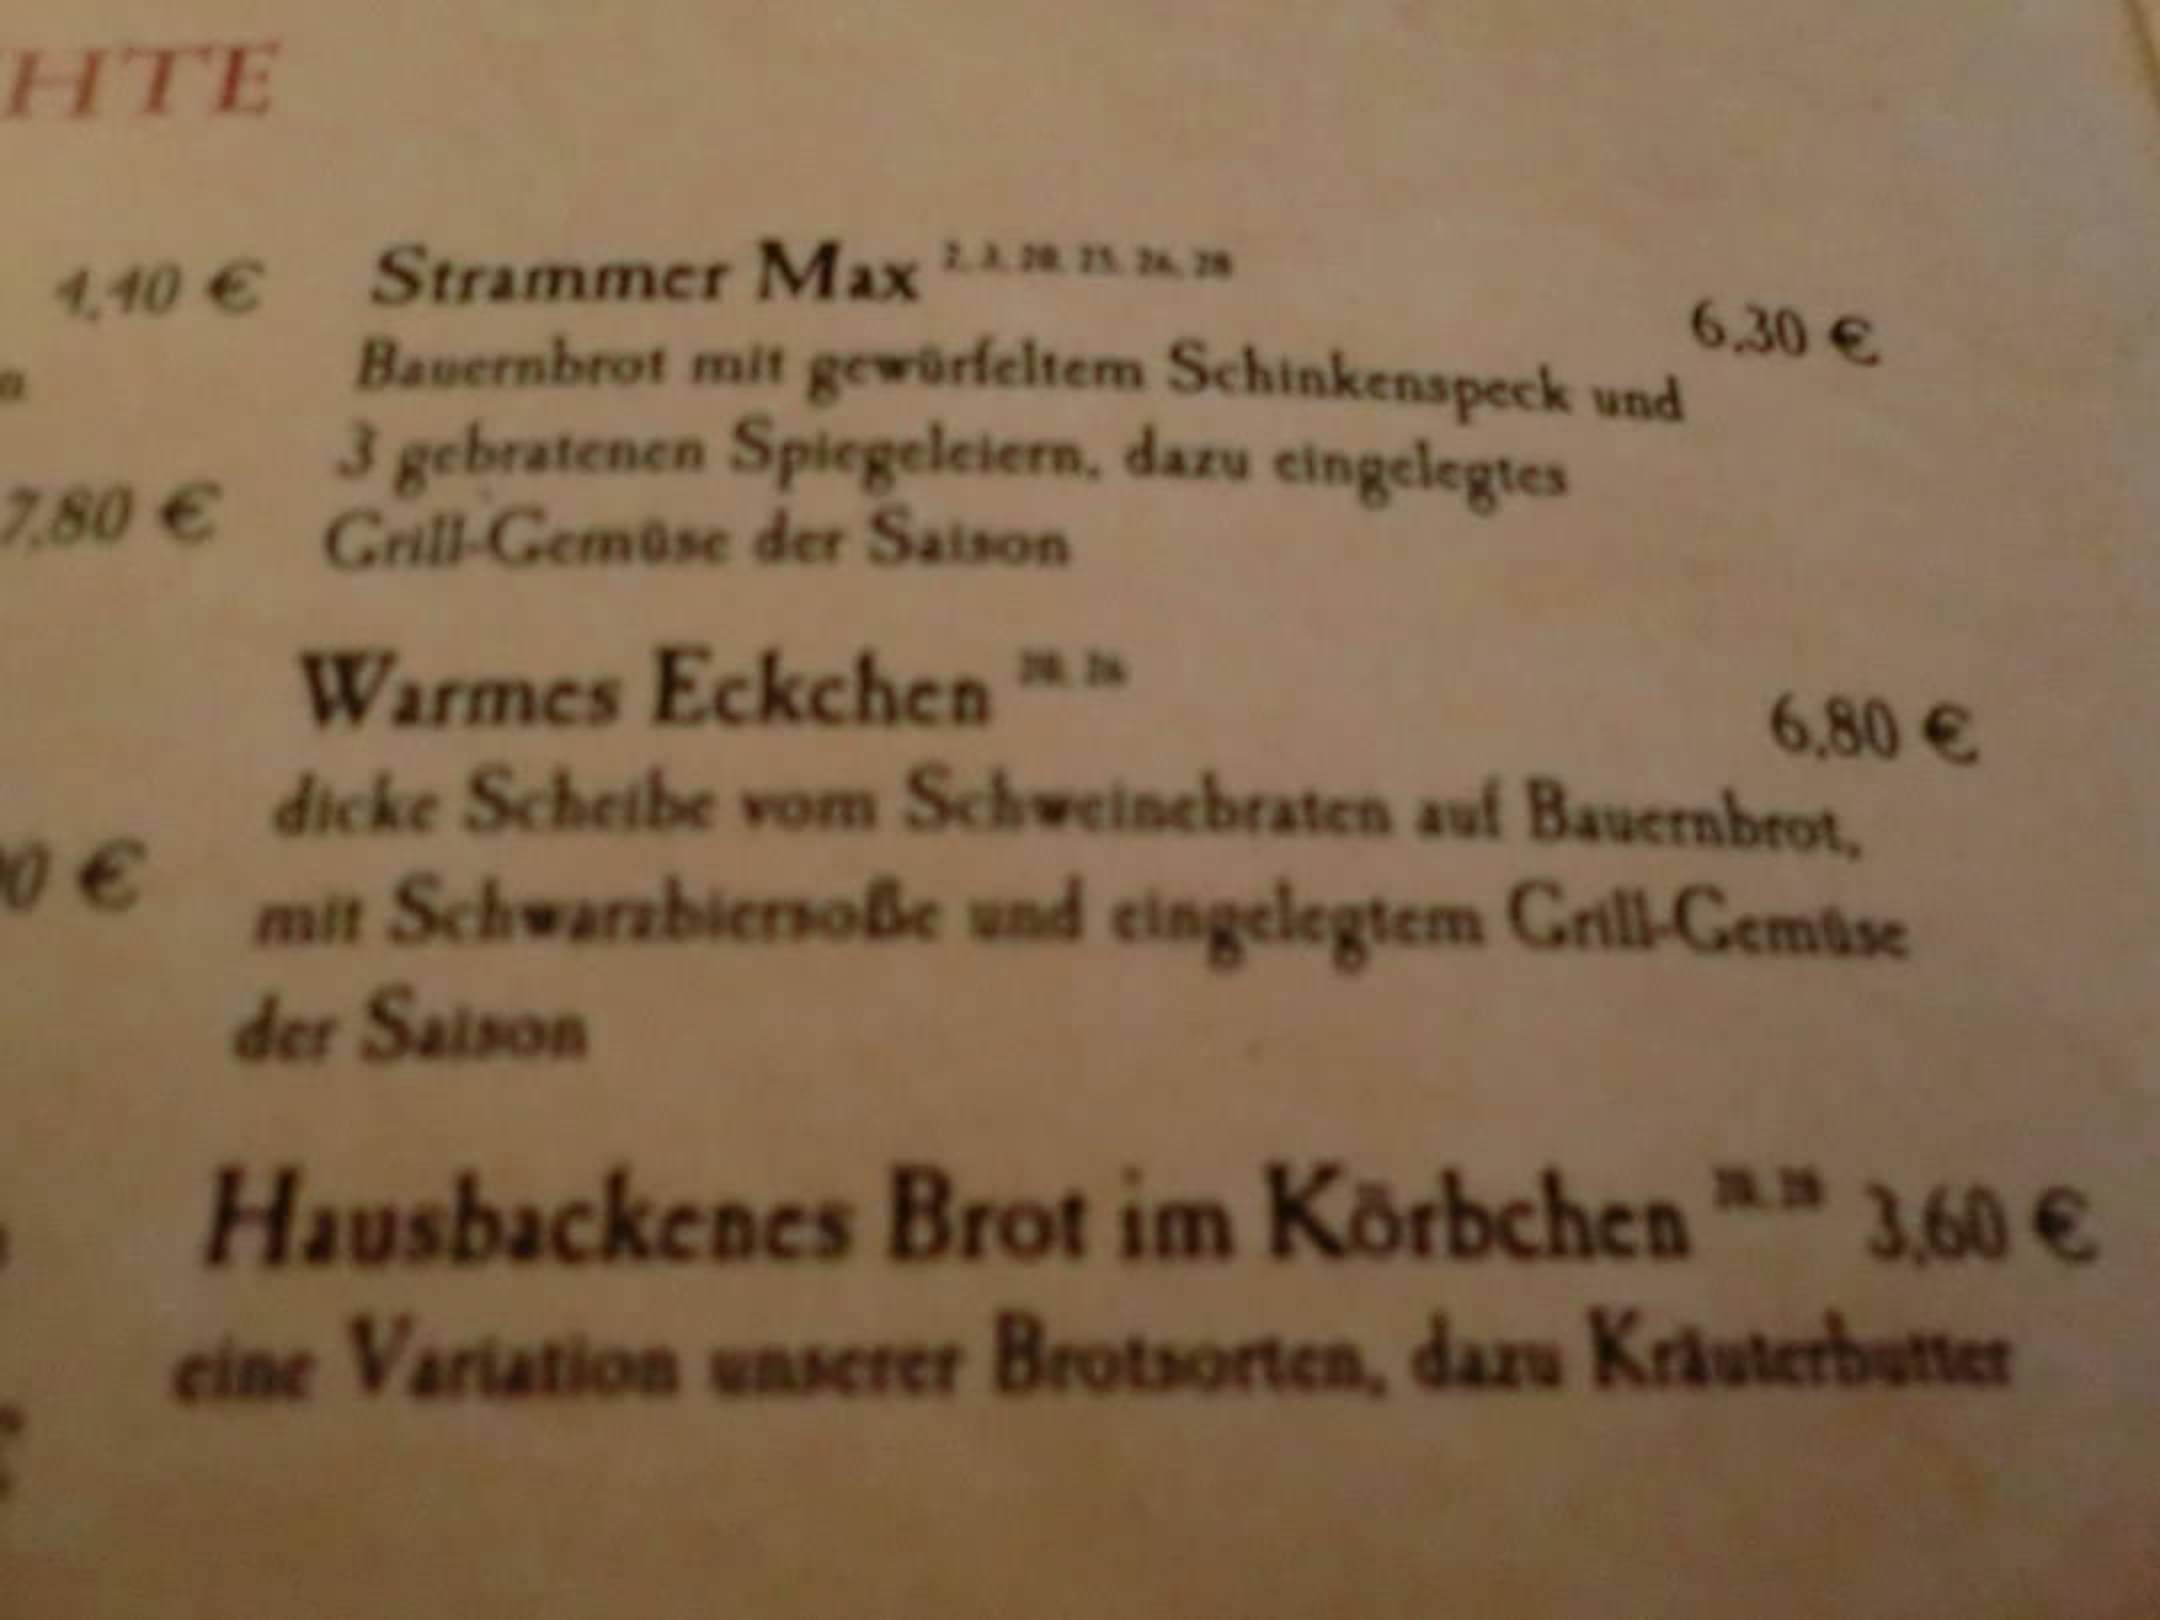 HTE
4,40 €
7,80 €
0 €
Strammer Max
6,30 €
Bauernbrot mit gewürfeltem Schinkenspeck und
3 gebratenen Spiegeleiern, dazu eingelegtes
Grill-Gemüse der Saison
Warmes Eckchen
6,80 €
dicke Scheibe vom Schweinebraten auf Bauernbrot,
mit Schwarzbiersoße und eingelegtem Grill-Gemüse
der Saison
Hausbackenes Brot im Körbchen 3,60 €
eine Variation unserer Brotsorten, dazu Kräuterbutter